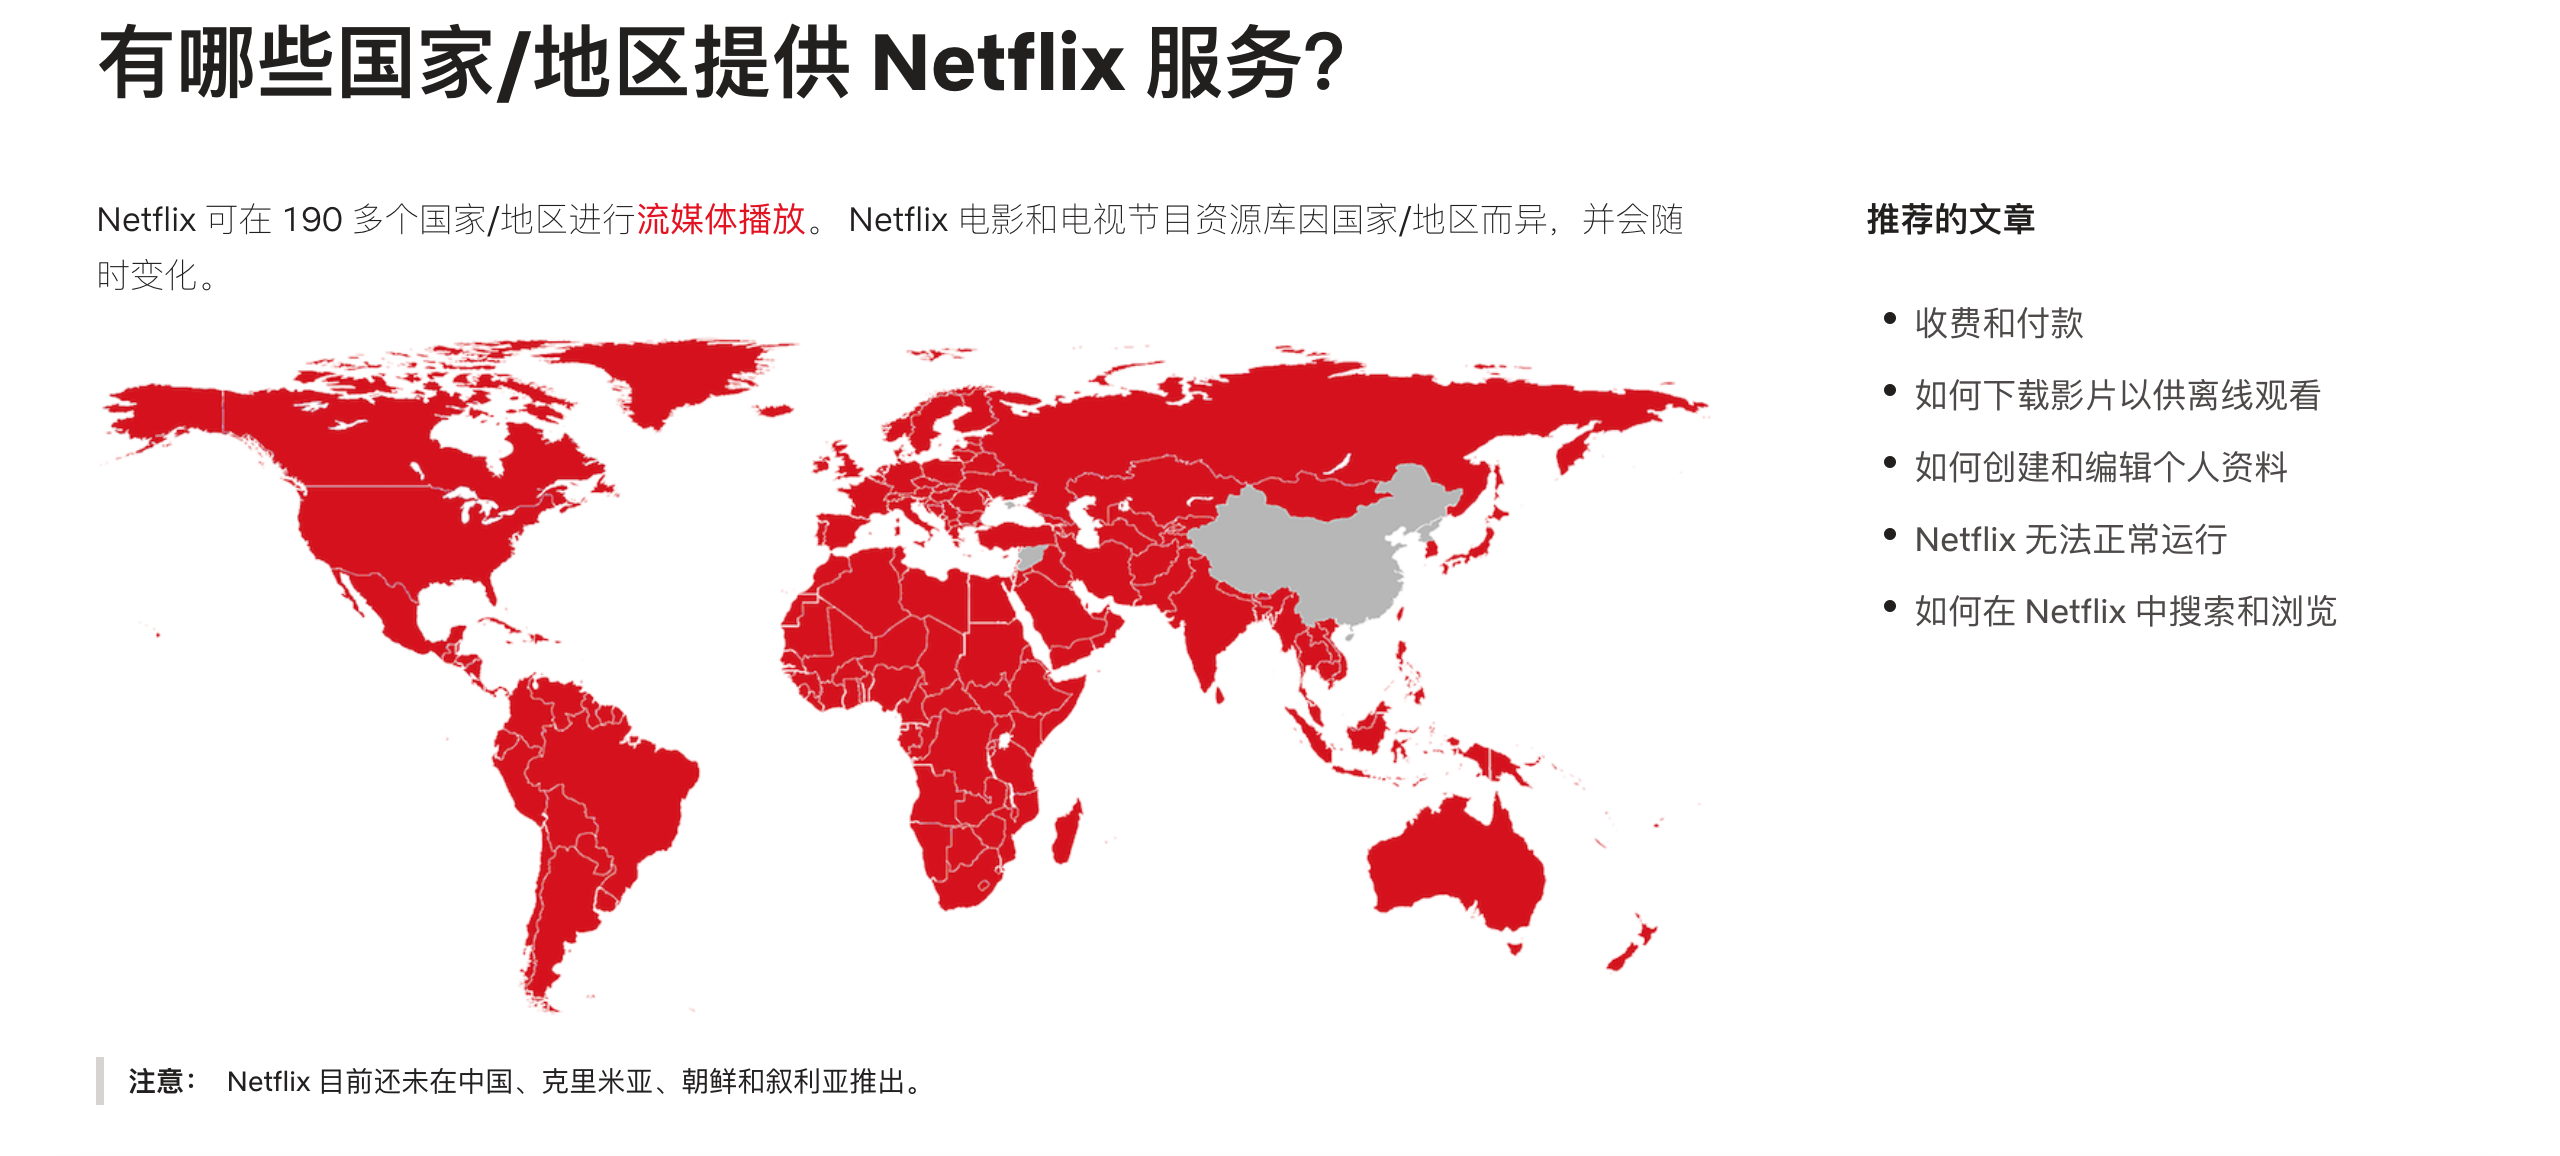 有哪些国家/地区提供 Netflix 服务？
Netflix 可在 190 多个国家/地区进行流媒体播放。 Netflix 电影和电视节目资源库因国家/地区而异，并会随
时变化。
推荐的文章
收费和付款
如何下载影片以供离线观看
如何创建和编辑个人资料
Netflix 无法正常运行
如何在 Netflix 中搜索和浏览
注意： Netflix 目前还未在中国、克里米亚、朝鲜和叙利亚推出。